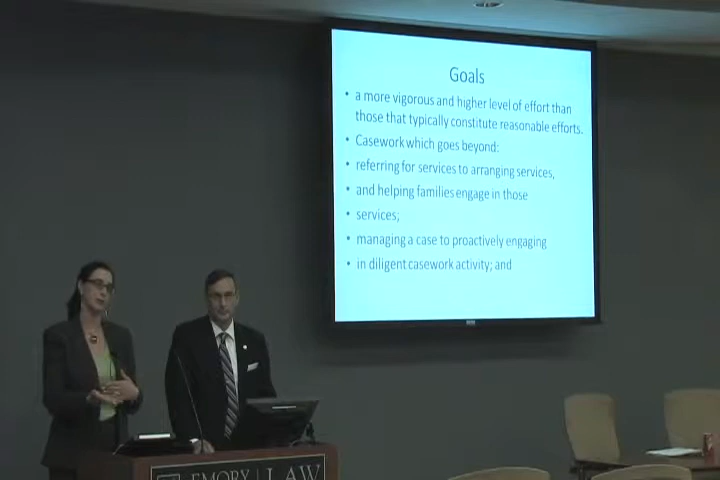 Goals
• a more vigorous and higher level of effort than
those that typically constitute reasonable efforts.
• Casework which goes beyond:
• referring for services to arranging services,
• and helping families engage in those
• services;
• managing a case to proactively engaging
• in diligent casework activity; and
EMORY | LAW